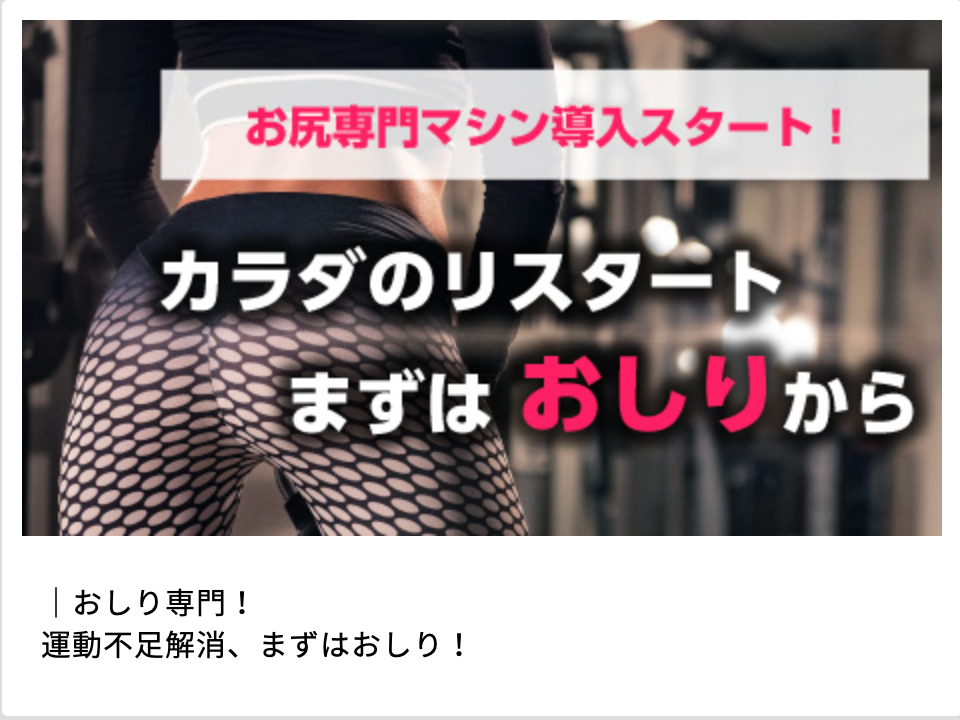 お尻専門マシン導入スタート！
カラダのリスタート
まずはおしりから
｜おしり専門！
運動不足解消、まずはおしり！